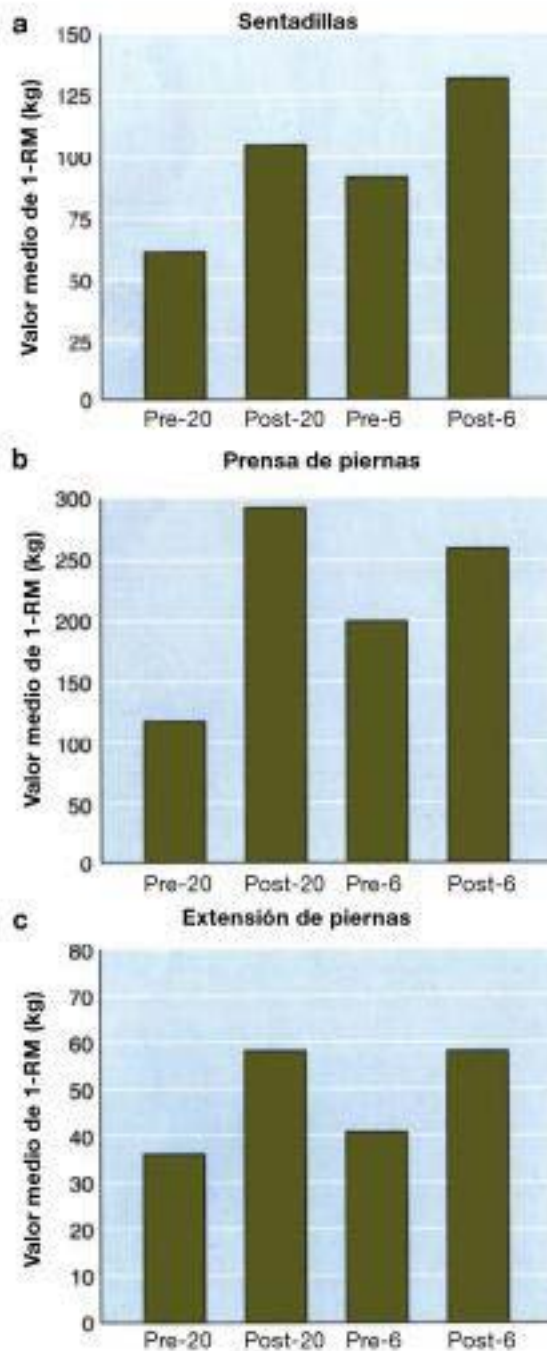 a
Sentadillas
Valor medio de 1-RM (kg)
150
125
100
75
50
25
0
Pre-20 Post-20 Pre-6 Post-6
b
Prensa de piernas
Valor medio de 1-RM (kg)
300
250
200
150
100
50
0
Pre-20 Post-20 Pre-6 Post-6
c
Extensión de piernas
Valor medio de 1-RM (kg)
80
70
60
50
40
30
20
10
0
Pre-20 Post-20 Pre-6 Post-6